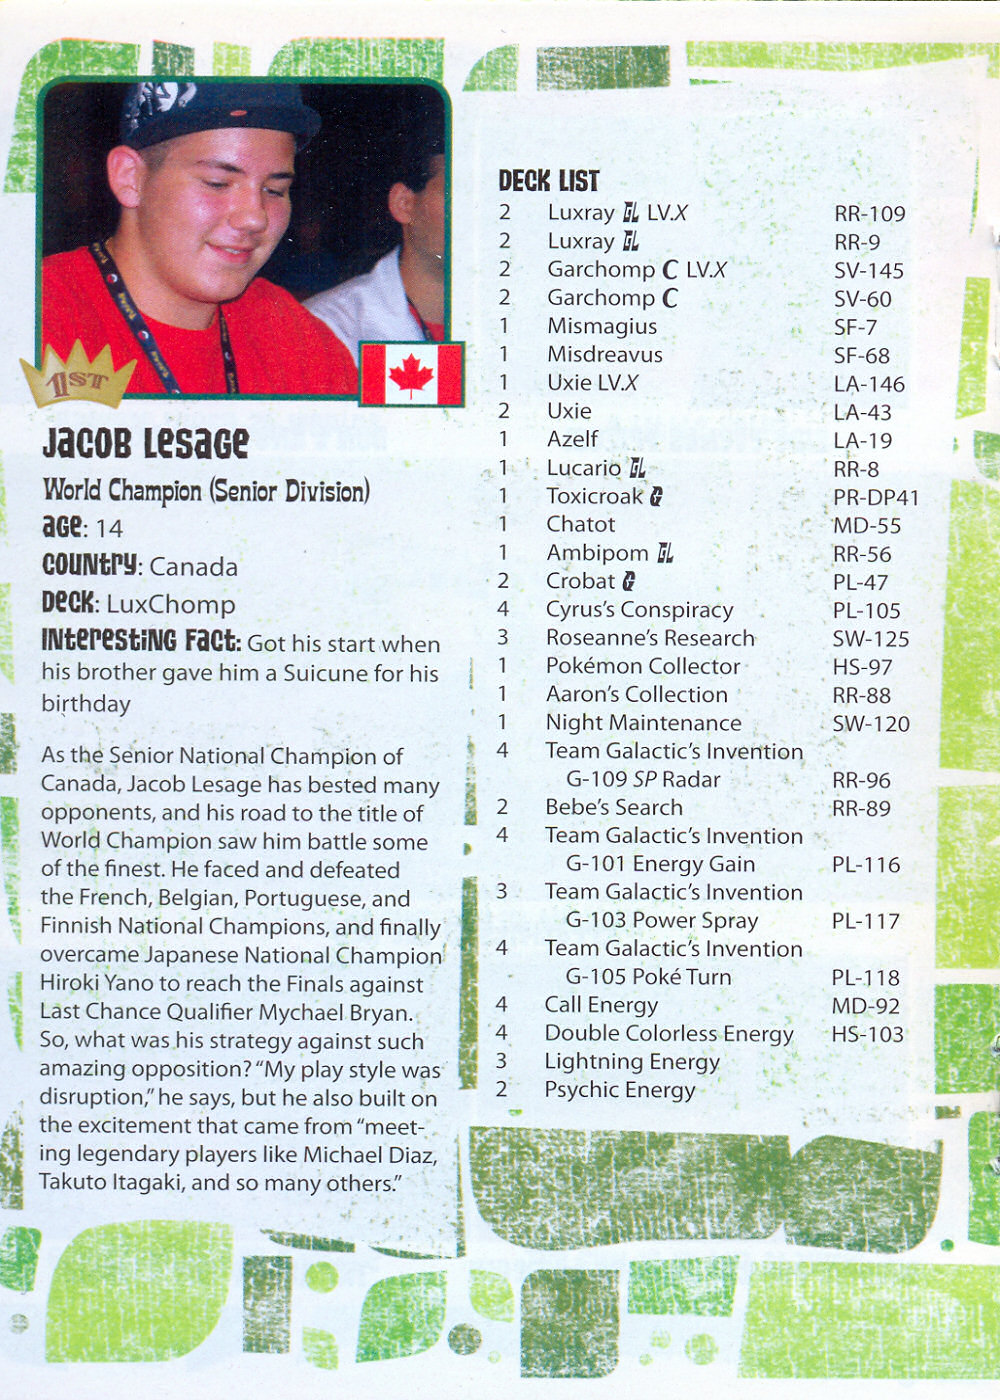 1ST
Jacob Lesage
World Champion (Senior Division)
Age: 14
Country: Canada
Deck: LuxChomp
Interesting Fact: Got his start when
his brother gave him a Suicune for his
birthday
As the Senior National Champion of
Canada, Jacob Lesage has bested many
opponents, and his road to the title of
World Champion saw him battle some
of the finest. He faced and defeated
the French, Belgian, Portuguese, and
Finnish National Champions, and finally
overcame Japanese National Champion
Hiroki Yano to reach the Finals against
Last Chance Qualifier Mychael Bryan.
So, what was his strategy against such
amazing opposition? “My play style was
disruption,” he says, but he also built on
the excitement that came from “meet-
ing legendary players like Michael Diaz,
Takuto Itagaki, and so many others.”
DECK LIST
2 Luxray GL LV.X RR-109
2 Luxray GL RR-9
2 Garchomp C LV.X SV-145
2 Garchomp C SV-60
1 Mismagius SF-7
1 Misdreavus SF-68
1 Uxie LV.X LA-146
2 Uxie LA-43
1 Azelf LA-19
1 Lucario GL RR-8
1 Toxicroak G PR-DP41
1 Chatot MD-55
1 Ambipom GL RR-56
2 Crobat G PL-47
4 Cyrus’s Conspiracy PL-105
3 Roseanne’s Research SW-125
1 Pokémon Collector HS-97
1 Aaron’s Collection RR-88
1 Night Maintenance SW-120
4 Team Galactic’s Invention
G-109 SP Radar RR-96
2 Bebe’s Search RR-89
4 Team Galactic’s Invention
G-101 Energy Gain PL-116
3 Team Galactic’s Invention
G-103 Power Spray PL-117
4 Team Galactic’s Invention
G-105 Poké Turn PL-118
4 Call Energy MD-92
4 Double Colorless Energy HS-103
3 Lightning Energy
2 Psychic Energy